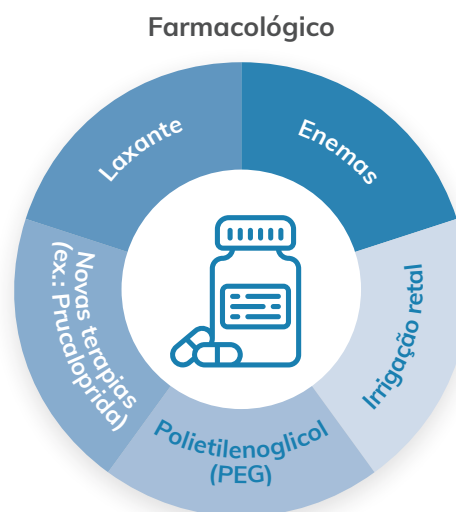 Farmacológico
Enemas
Irrigação retal
Polietilenoglicol
(PEG)
Novas terapias
(ex.: Prucaloprida)
Laxante